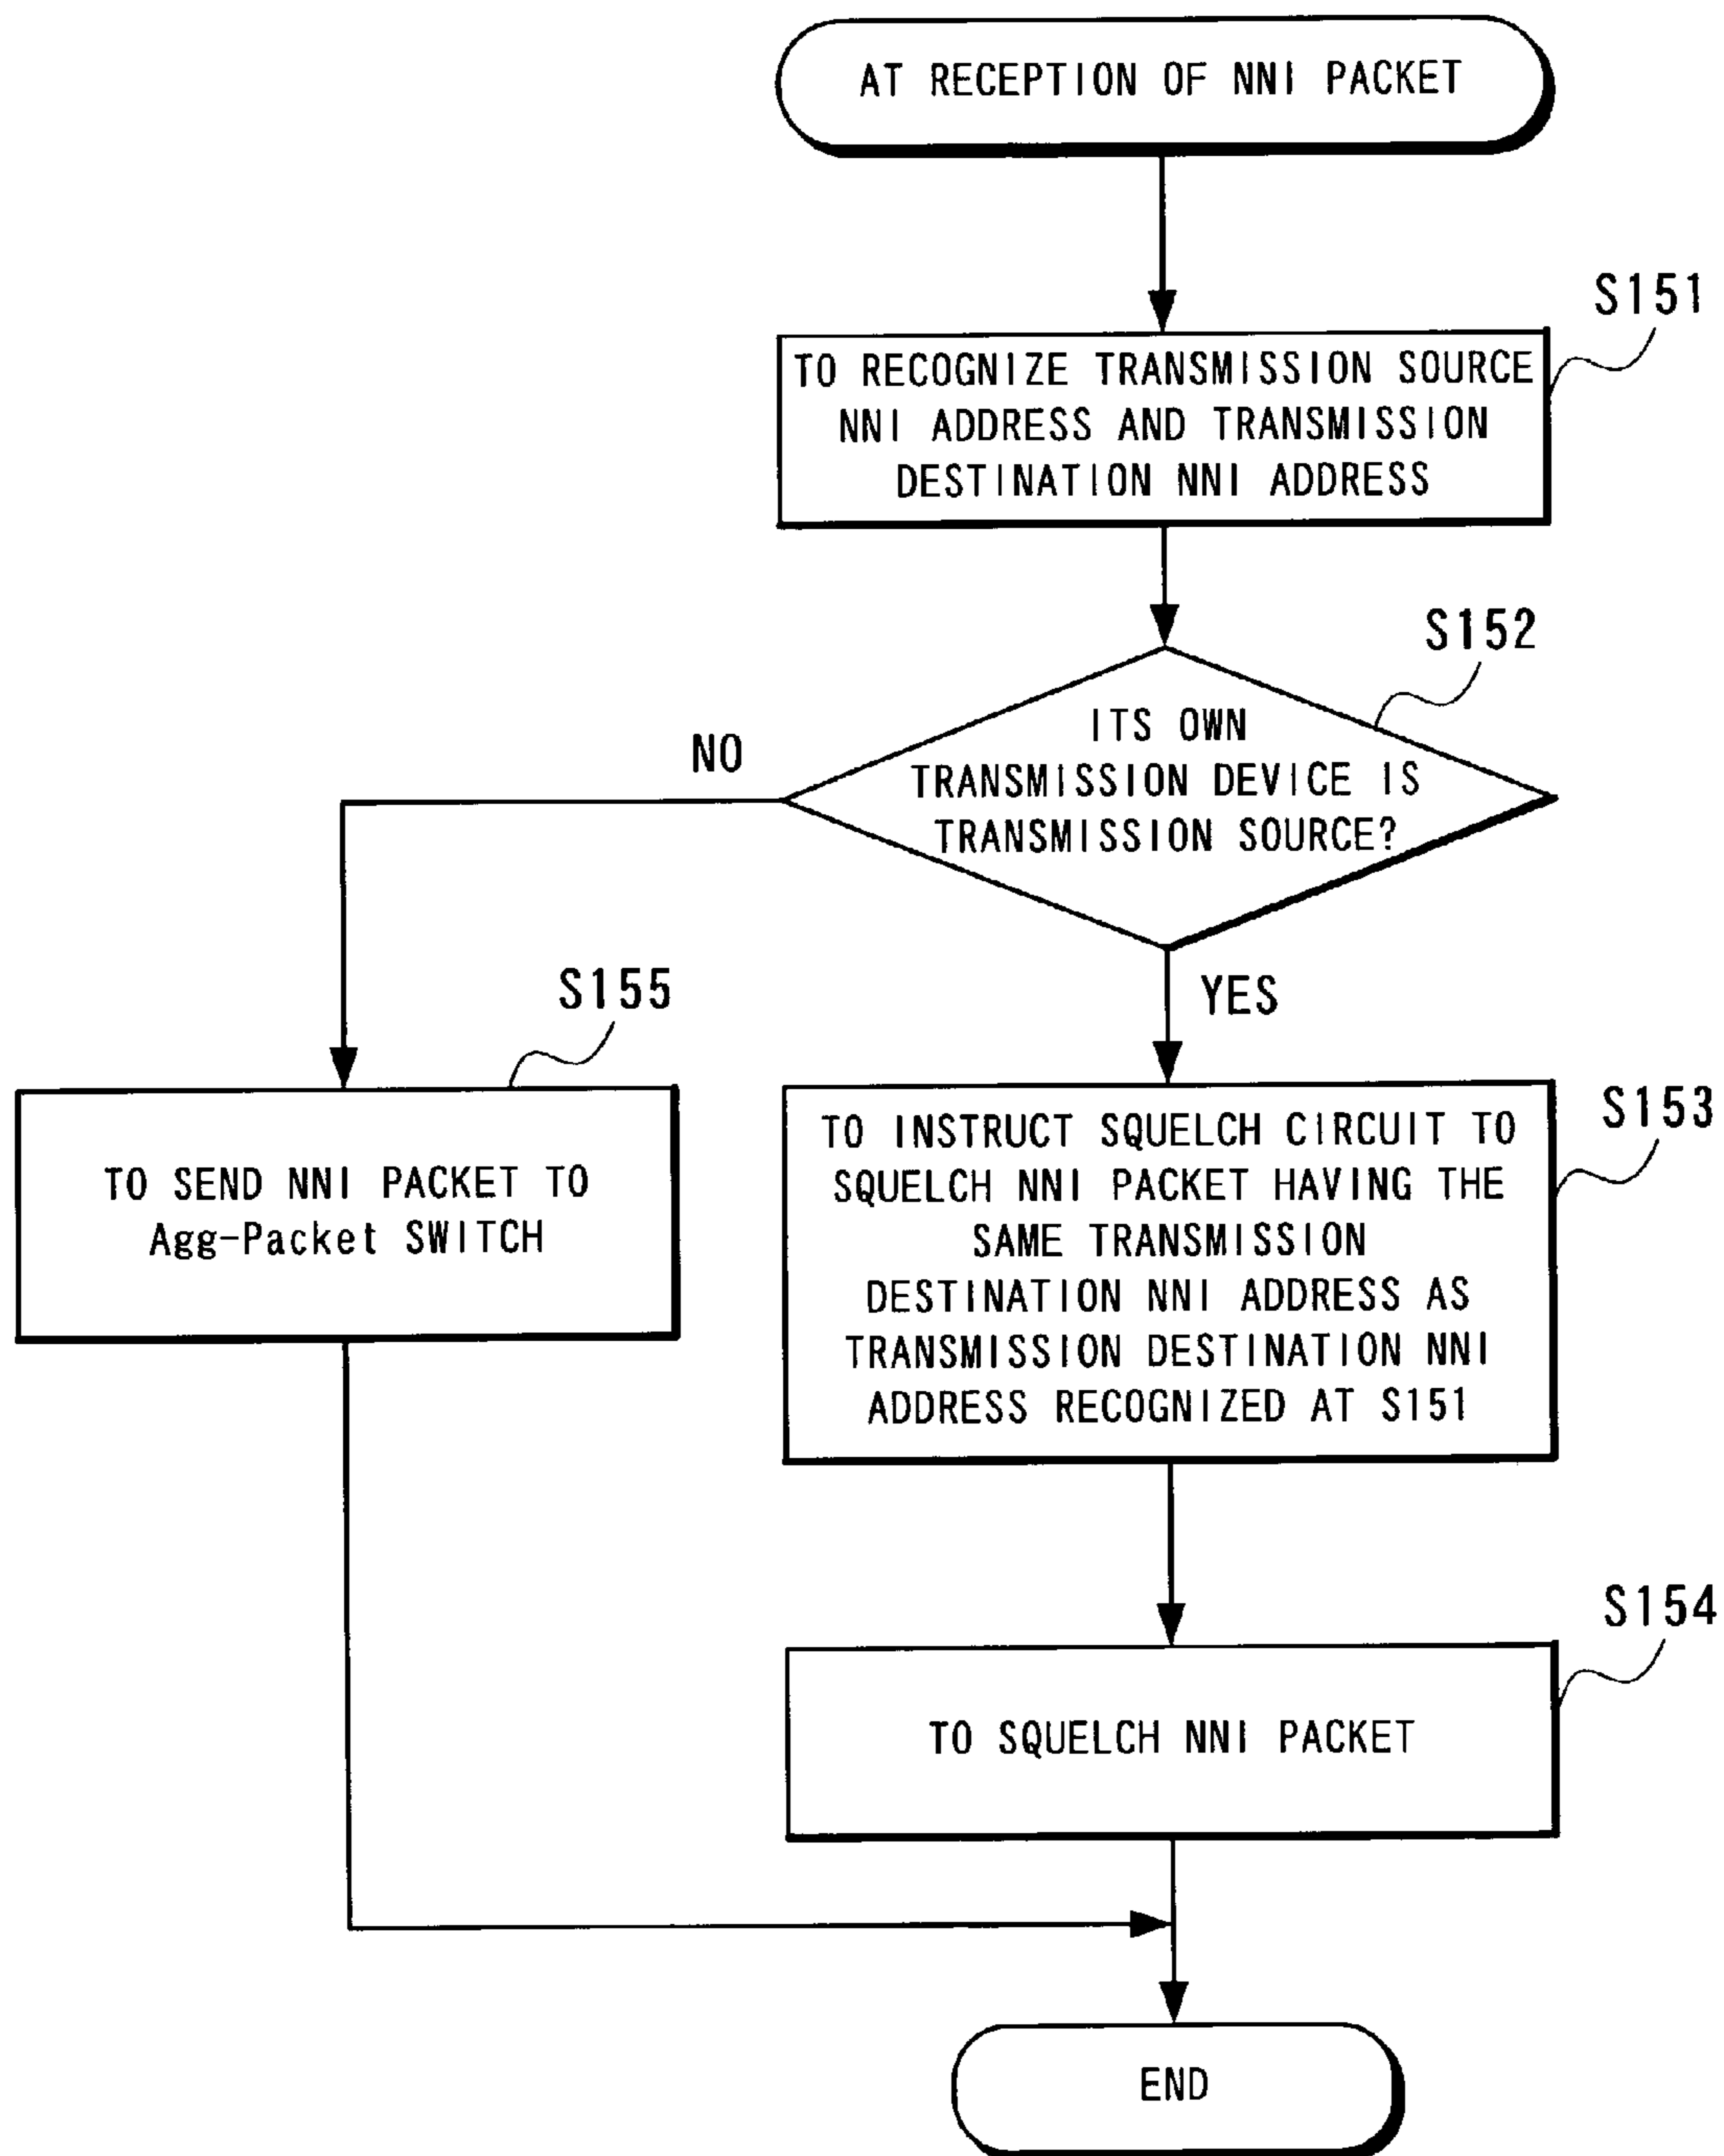 AT RECEPTION OF NNI PACKET
S151
TO RECOGNIZE TRANSMISSION SOURCE
NNI ADDRESS AND TRANSMISSION
DESTINATION NNI ADDRESS
S152
ITS OWN
TRANSMISSION DEVICE IS
TRANSMISSION SOURCE?
NO
YES
S155
TO SEND NNI PACKET TO
Agg-Packet SWITCH
S153
TO INSTRUCT SQUELCH CIRCUIT TO
SQUELCH NNI PACKET HAVING THE
SAME TRANSMISSION
DESTINATION NNI ADDRESS AS
TRANSMISSION DESTINATION NNI
ADDRESS RECOGNIZED AT S151
S154
TO SQUELCH NNI PACKET
END